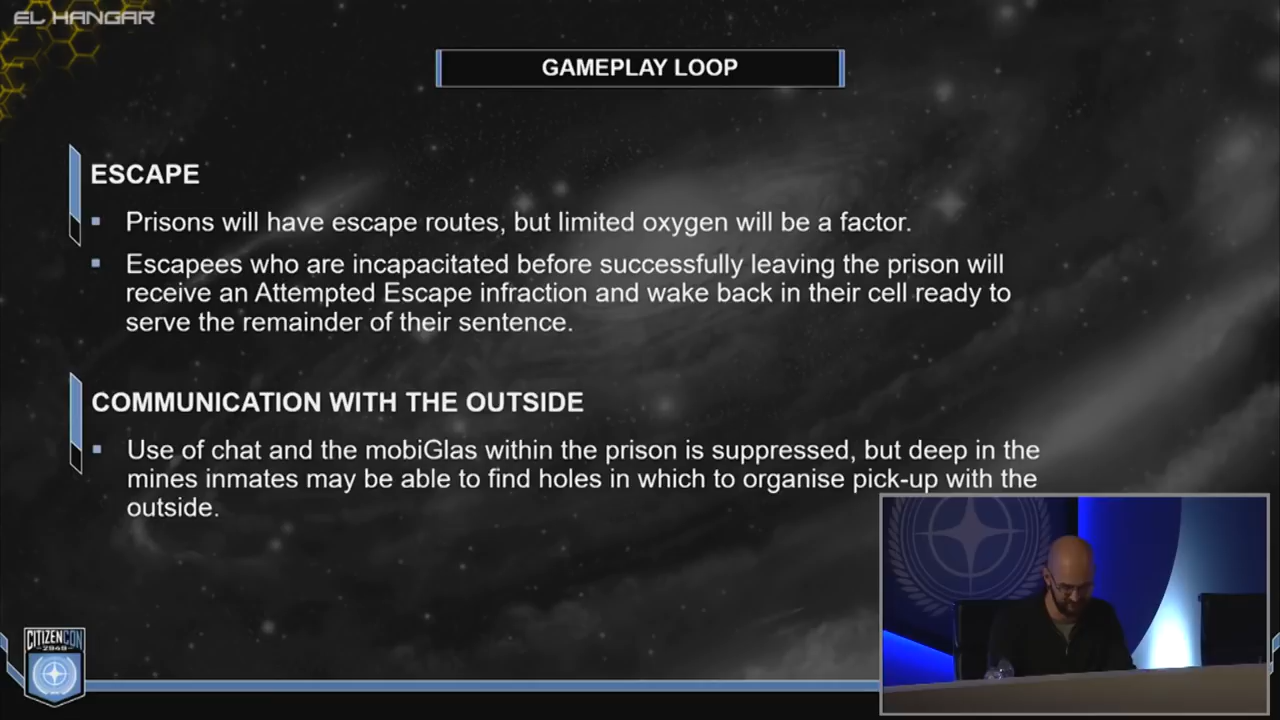 EL HANGAR
GAMEPLAY LOOP
ESCAPE
Prisons will have escape routes, but limited oxygen will be a factor.
Escapees who are incapacitated before successfully leaving the prison will
receive an Attempted Escape infraction and wake back in their cell ready to
serve the remainder of their sentence.
COMMUNICATION WITH THE OUTSIDE
Use of chat and the mobiGlas within the prison is suppressed, but deep in the
mines inmates may be able to find holes in which to organise pick-up with the
outside.
CITIZENCON
2949